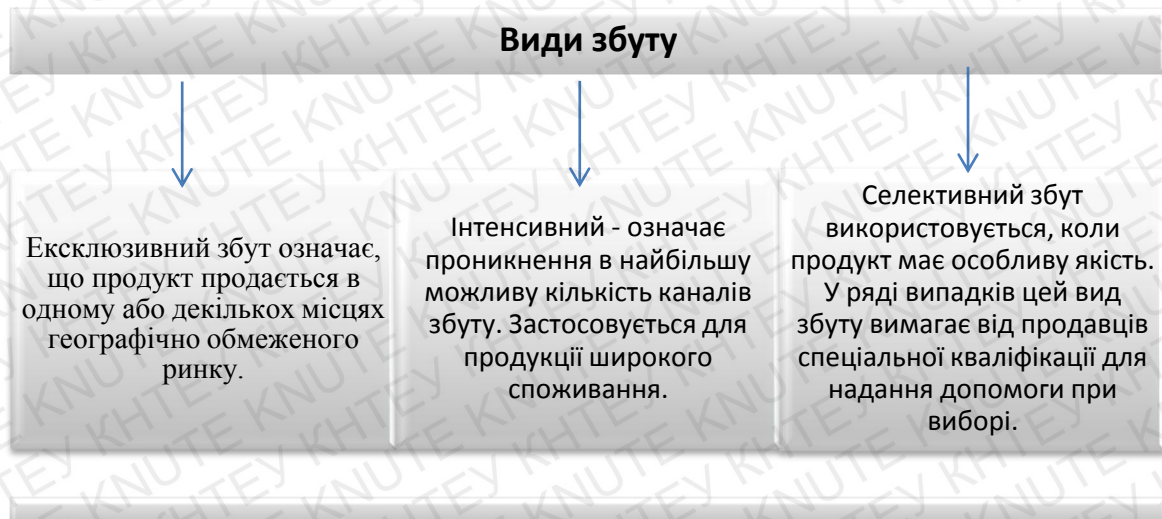 Види збуту
Ексклюзивний збут означає,
що продукт продається в
одному або декількох місцях
географічно обмеженого
ринку.
Інтенсивний - означає
проникнення в найбільшу
можливу кількість каналів
збуту. Застосовується для
продукції широкого
споживання.
Селективний збут
використовується, коли
продукт має особливу якість.
У ряді випадків цей вид
збуту вимагає від продавців
спеціальної кваліфікації для
надання допомоги при
виборі.
KNUTE КНТЕУ